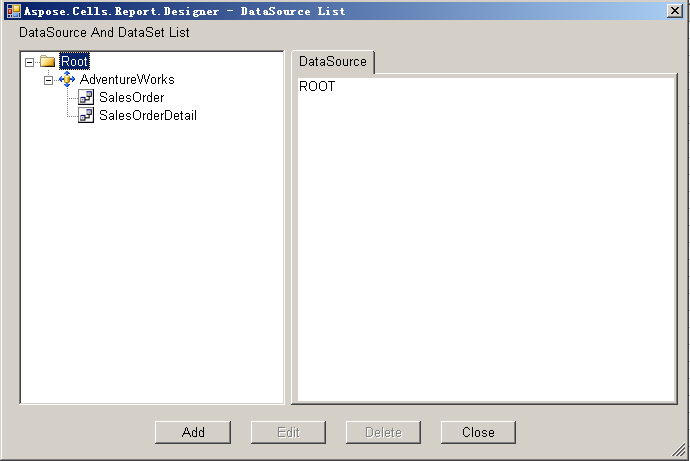 Aspose.Cells.Report.Designer - DataSource List
DataSource And DataSet List
Root
AdventureWorks
SalesOrder
SalesOrderDetail
DataSource
ROOT
Add
Edit
Delete
Close